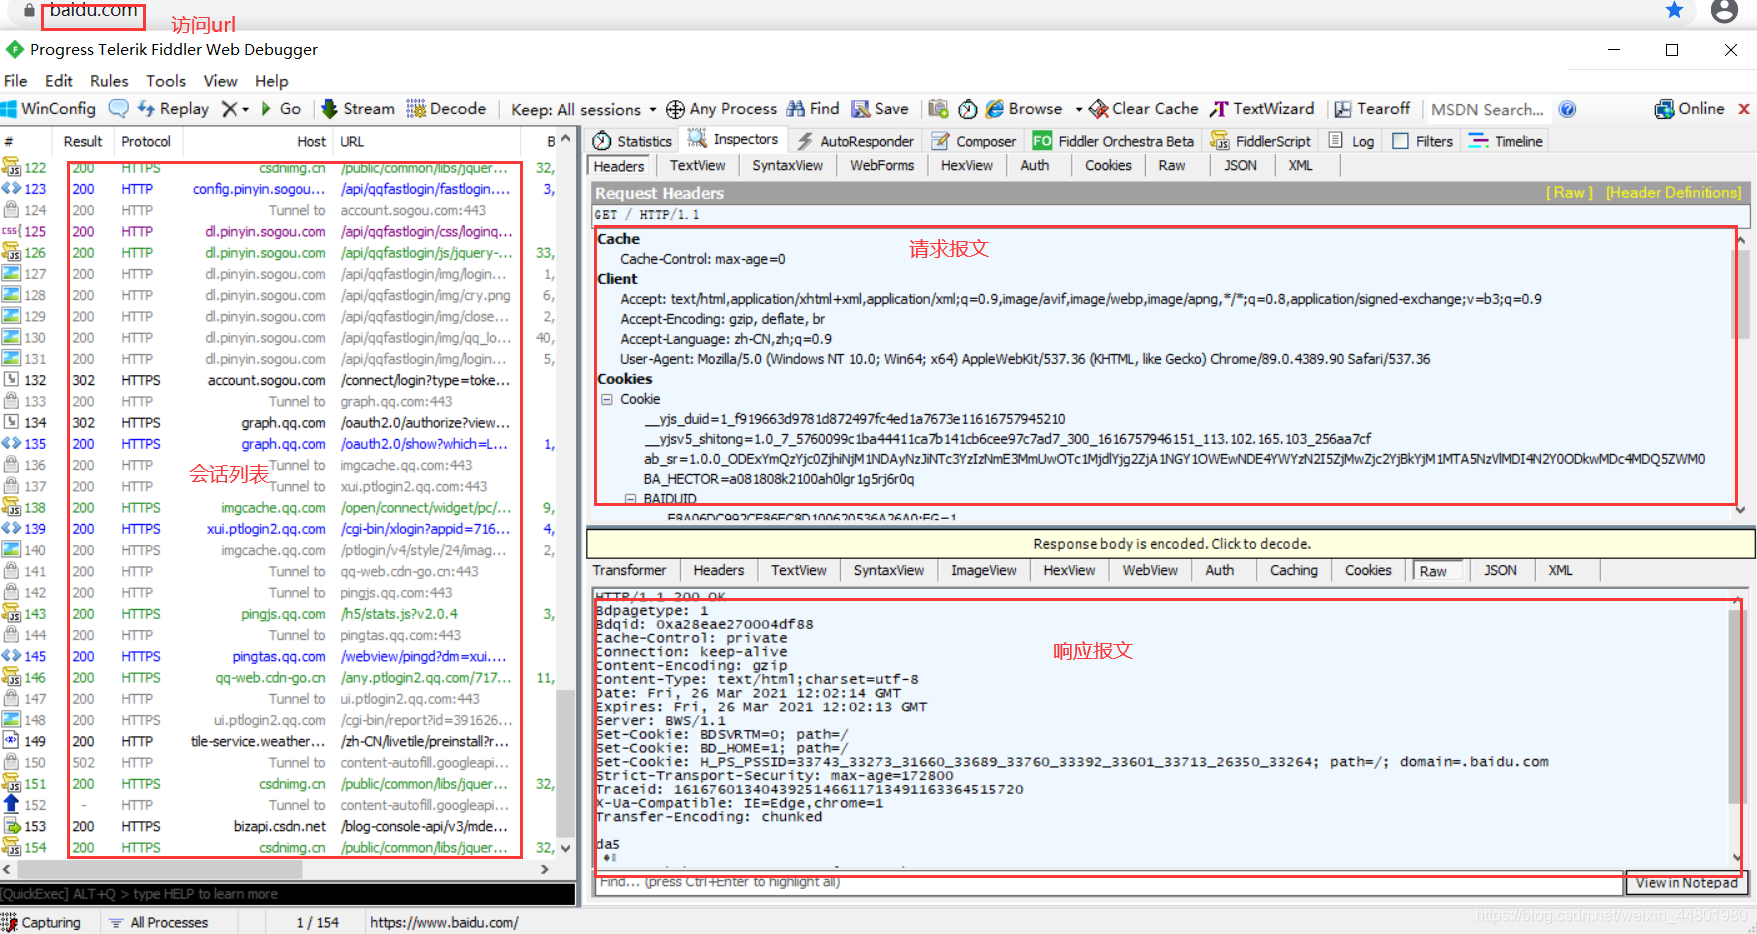 baidu.com
访问url
Progress Telerik Fiddler Web Debugger
File Edit Rules Tools View Help
WinConfig Replay Go Stream Decode Keep: All sessions Any Process Find Save Browse Clear Cache TextWizard Tearoff MSDN Search... Online
# Result Protocol Host URL B
122 200 HTTPS csdnimg.cn /public/common/libs/jquer... 32,
123 200 HTTP config.pinyin.sogou... /api/qqfastlogin/fastlogin.... 3,
124 200 HTTP Tunnel to account.sogou.com:443
125 200 HTTP dl.pinyin.sogou.com /api/qqfastlogin/css/loginq...
126 200 HTTP dl.pinyin.sogou.com /api/qqfastlogin/js/jquery-... 33,
127 200 HTTP dl.pinyin.sogou.com /api/qqfastlogin/img/login... 1,
128 200 HTTP dl.pinyin.sogou.com /api/qqfastlogin/img/cry.png 6,
129 200 HTTP dl.pinyin.sogou.com /api/qqfastlogin/img/close... 2,
130 200 HTTP dl.pinyin.sogou.com /api/qqfastlogin/img/qq_lo... 40,
131 200 HTTP dl.pinyin.sogou.com /api/qqfastlogin/img/login... 5,
132 302 HTTPS account.sogou.com /connect/login?type=toke...
133 200 HTTP Tunnel to graph.qq.com:443
134 302 HTTPS graph.qq.com /oauth2.0/authorize?view...
135 200 HTTPS graph.qq.com /oauth2.0/show?which=L... 1,
136 200 HTTP Tunnel to imgcache.qq.com:443
会话列表
137 200 HTTP Tunnel to xui.ptlogin2.qq.com:443
138 200 HTTPS imgcache.qq.com /open/connect/widget/pc/... 9,
139 200 HTTPS xui.ptlogin2.qq.com /cgi-bin/xlogin?appid=716... 4,
140 200 HTTPS imgcache.qq.com /ptlogin/v4/style/24/imag... 2,
141 200 HTTP Tunnel to qq-web.cdn-go.cn:443
142 200 HTTP Tunnel to pingjs.qq.com:443
143 200 HTTPS pingjs.qq.com /h5/stats.js?v2.0.4 3,
144 200 HTTP Tunnel to pingtas.qq.com:443
145 200 HTTPS pingtas.qq.com /webview/pingd?dm=xui....
146 200 HTTPS qq-web.cdn-go.cn /any.ptlogin2.qq.com/717... 11,
147 200 HTTP Tunnel to ui.ptlogin2.qq.com:443
148 200 HTTPS ui.ptlogin2.qq.com /cgi-bin/report?id=391626...
149 200 HTTP tile-service.weather... /zh-CN/livetile/preinstall?r...
150 502 HTTP Tunnel to content-autofill.googleapi...
151 200 HTTPS csdnimg.cn /public/common/libs/jquer... 32,
152 - HTTP Tunnel to content-autofill.googleapi...
153 200 HTTPS bizapi.csdn.net /blog-console-api/v3/mde...
154 200 HTTPS csdnimg.cn /public/common/libs/jquer... 32,
[QuickExec] ALT+Q > type HELP to learn more
Capturing All Processes 1 / 154 https://www.baidu.com/
Statistics Inspectors AutoResponder Composer FO Fiddler Orchestra Beta FiddlerScript Log Filters Timeline
Headers TextView SyntaxView WebForms HexView Auth Cookies Raw JSON XML
Request Headers [ Raw ] [Header Definitions]
GET / HTTP/1.1
Cache
请求报文
Cache-Control: max-age=0
Client
Accept: text/html,application/xhtml+xml,application/xml;q=0.9,image/avif,image/webp,image/apng,*/*;q=0.8,application/signed-exchange;v=b3;q=0.9
Accept-Encoding: gzip, deflate, br
Accept-Language: zh-CN,zh;q=0.9
User-Agent: Mozilla/5.0 (Windows NT 10.0; Win64; x64) AppleWebKit/537.36 (KHTML, like Gecko) Chrome/89.0.4389.90 Safari/537.36
Cookies
Cookie
__yjs_duid=1_f919663d9781d872497fc4ed1a7673e11616757945210
__yjsv5_shitong=1.0_7_5760099c1ba44411ca7b141cb6cee97c7ad7_300_1616757946151_113.102.165.103_256aa7cf
ab_sr=1.0.0_ODExYmQzYjc0ZjhiNjM1NDAyNzJiNTc3YzIzNmE3MmUwOTc1MjdlYjg2ZjA1NGY1OWEwNDE4YWYzN2I5ZjMwZjc2YjBkYjM1MTA5NzVlMDI4N2Y0ODkwMDc4MDQ5ZWM0
BA_HECTOR=a081808k2100ah0lgr1g5rj6r0q
BAIDUID
E8A06DC992CE86EC8D100620536A26A0:FG=1
Response body is encoded. Click to decode.
Transformer Headers TextView SyntaxView ImageView HexView WebView Auth Caching Cookies Raw JSON XML
HTTP/1.1 200 OK
Bdpagetype: 1
Bdqid: 0xa28eae270004df88
Cache-Control: private
Connection: keep-alive
响应报文
Content-Encoding: gzip
Content-Type: text/html;charset=utf-8
Date: Fri, 26 Mar 2021 12:02:14 GMT
Expires: Fri, 26 Mar 2021 12:02:13 GMT
Server: BWS/1.1
Set-Cookie: BDSVRTM=0; path=/
Set-Cookie: BD_HOME=1; path=/
Set-Cookie: H_PS_PSSID=33743_33273_31660_33689_33760_33392_33601_33713_26350_33264; path=/; domain=.baidu.com
Strict-Transport-Security: max-age=172800
Traceid: 1616760134043925146611713491163364515720
X-Ua-Compatible: IE=Edge,chrome=1
Transfer-Encoding: chunked
da5
Find... (press Ctrl+Enter to highlight all) View in Notepad
https://blog.csdn.net/weixin_44801980